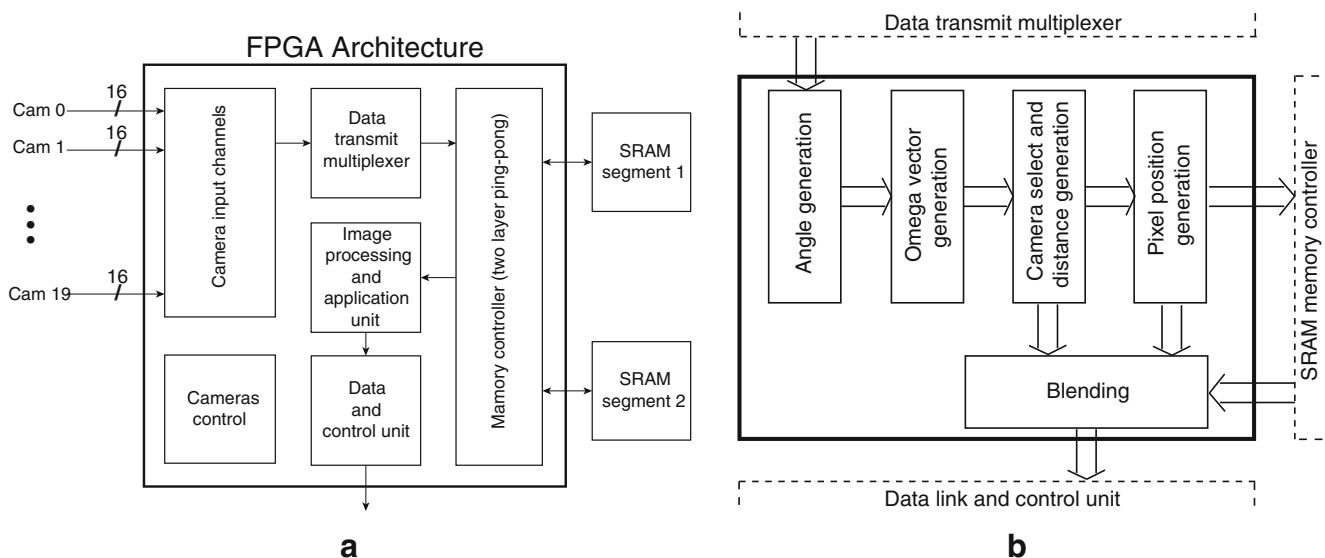 FPGA Architecture
Cam 0
16
Cam 1
16
Cam 19
16
Camera input channels
Data
transmit
multiplexer
Image
processing
and
application
unit
Cameras
control
Data
and
control unit
Mamory controller (two layer ping-pong)
SRAM
segment 1
SRAM
segment 2
a
Data transmit multiplexer
Angle generation
Omega vector
generation
Camera select and
distance generation
Pixel position
generation
Blending
SRAM memory controller
Data link and control unit
b